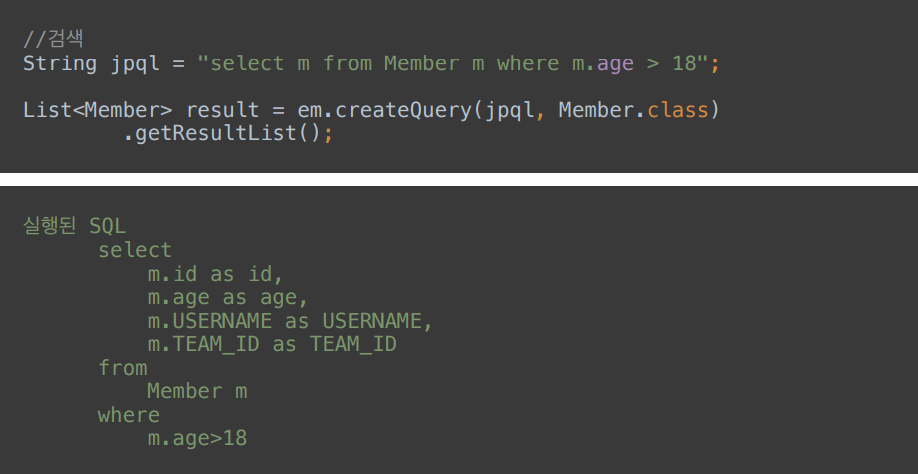 //검색
String jpql = "select m from Member m where m.age > 18";
List<Member> result = em.createQuery(jpql, Member.class)
.getResultList();
실행된 SQL
select
m.id as id,
m.age as age,
m.USERNAME as USERNAME,
m.TEAM_ID as TEAM_ID
from
Member m
where
m.age>18